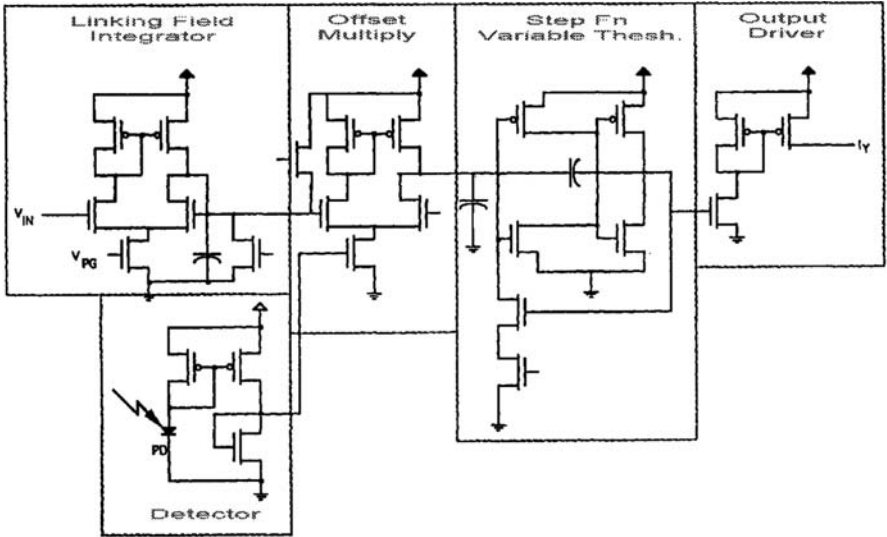 Linking Field
Integrator
Offset
Multiply
Step Fn
Variable Thesh.
Output
Driver
V_IN
V_PG
I_Y
PD
Detector